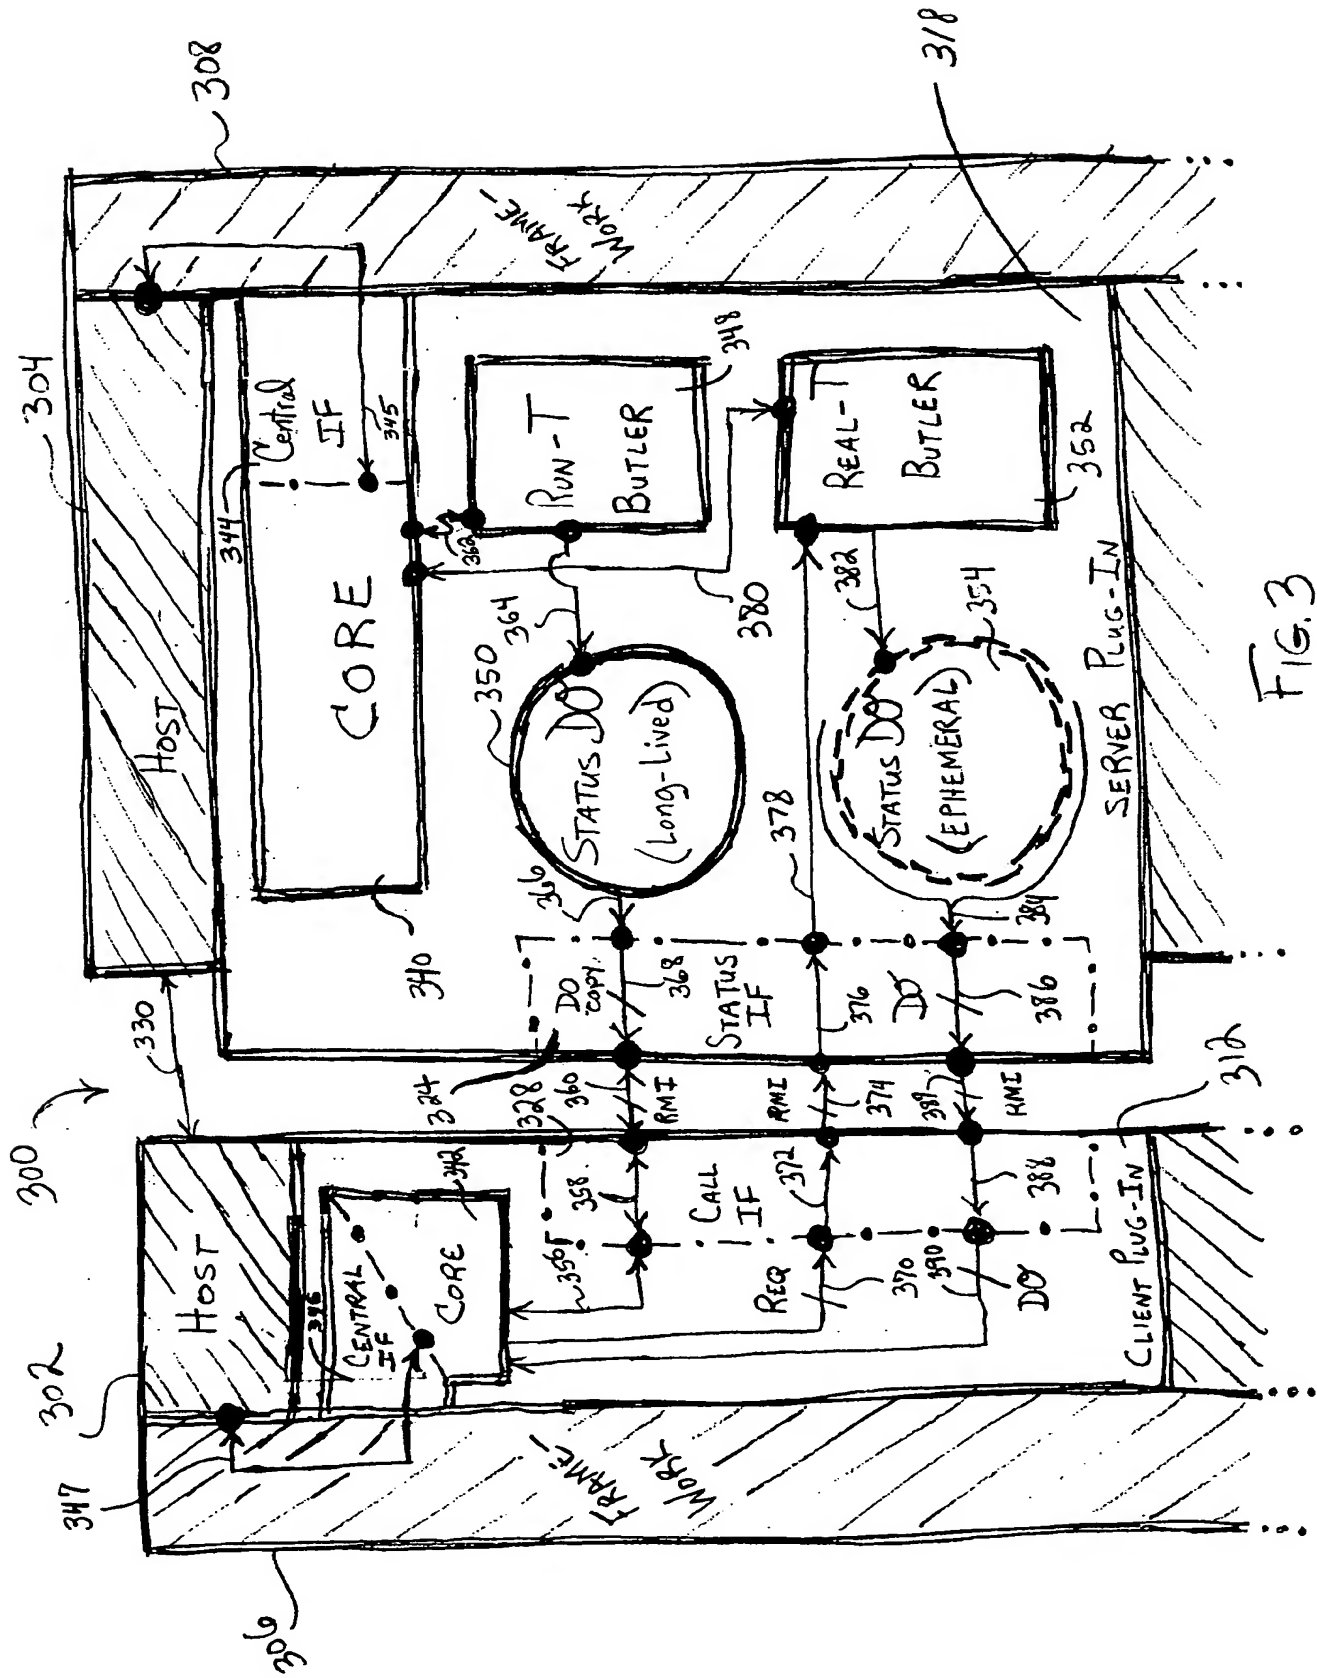 300
302
304
306
308
347
330
HOST
HOST
344
Central
IF
345
CORE
340
346
CENTRAL
IF
CORE
342
FRAME-
WORK
FRAME-
WORK
RUN-T
BUTLER
348
362
364
350
STATUS DO
(Long-Lived)
366
DO
copy
368
STATUS
IF
324
328
360
RMI
358
356
CALL
IF
380
REAL-T
BUTLER
352
382
STATUS DO
(EPHEMERAL)
354
378
376
RMI
374
372
REQ
370
384
DO
386
RMI
388
390
DO
SERVER PLUG-IN
CLIENT PLUG-IN
318
312
FIG. 3